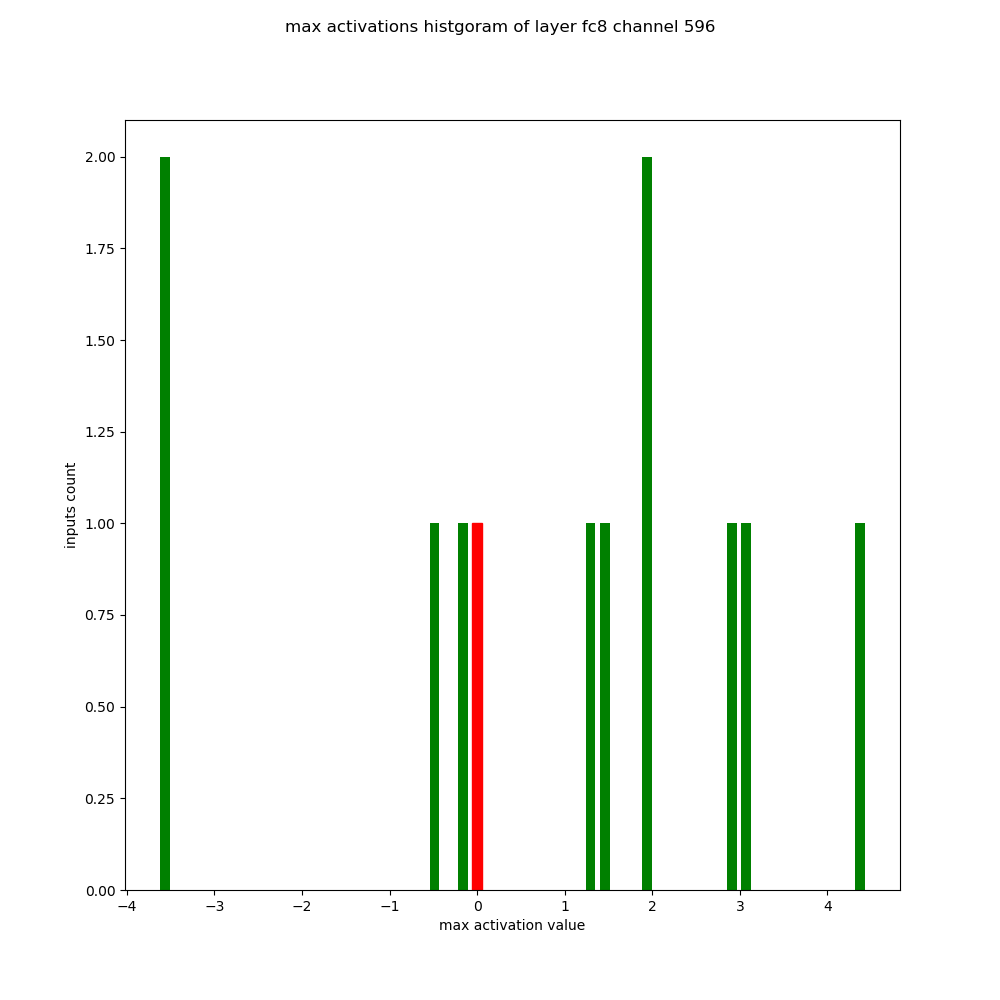 max activations histgoram of layer fc8 channel 596
2.00
1.75
1.50
1.25
1.00
0.75
0.50
0.25
0.00
inputs count
−4 −3 −2 −1 0 1 2 3 4
max activation value